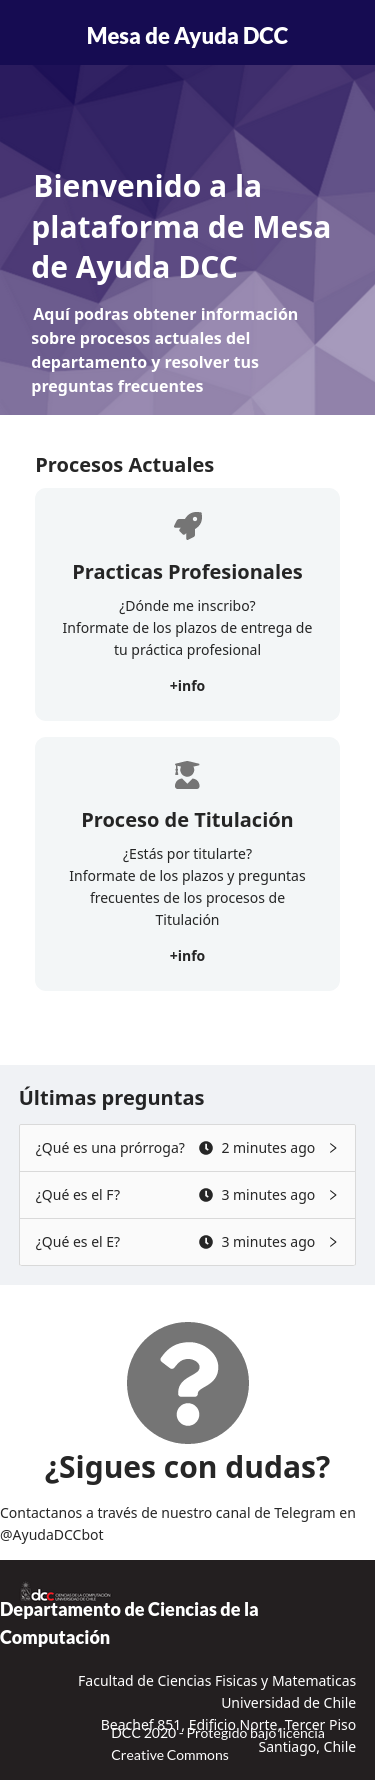 Mesa de Ayuda DCC
Bienvenido a la
plataforma de Mesa
de Ayuda DCC
Aquí podras obtener información
sobre procesos actuales del
departamento y resolver tus
preguntas frecuentes
Procesos Actuales
Practicas Profesionales
¿Dónde me inscribo?
Informate de los plazos de entrega de
tu práctica profesional
+info
Proceso de Titulación
¿Estás por titularte?
Informate de los plazos y preguntas
frecuentes de los procesos de
Titulación
+info
Últimas preguntas
¿Qué es una prórroga? 2 minutes ago
¿Qué es el F? 3 minutes ago
¿Qué es el E? 3 minutes ago
?
¿Sigues con dudas?
Contactanos a través de nuestro canal de Telegram en
@AyudaDCCbot
dcc CIENCIAS DE LA COMPUTACIÓN
UNIVERSIDAD DE CHILE
Departamento de Ciencias de la
Computación
Facultad de Ciencias Fisicas y Matematicas
Universidad de Chile
Beachef 851, Edificio Norte, Tercer Piso
Santiago, Chile
DCC 2020 - Protegido bajo licencia
Creative Commons